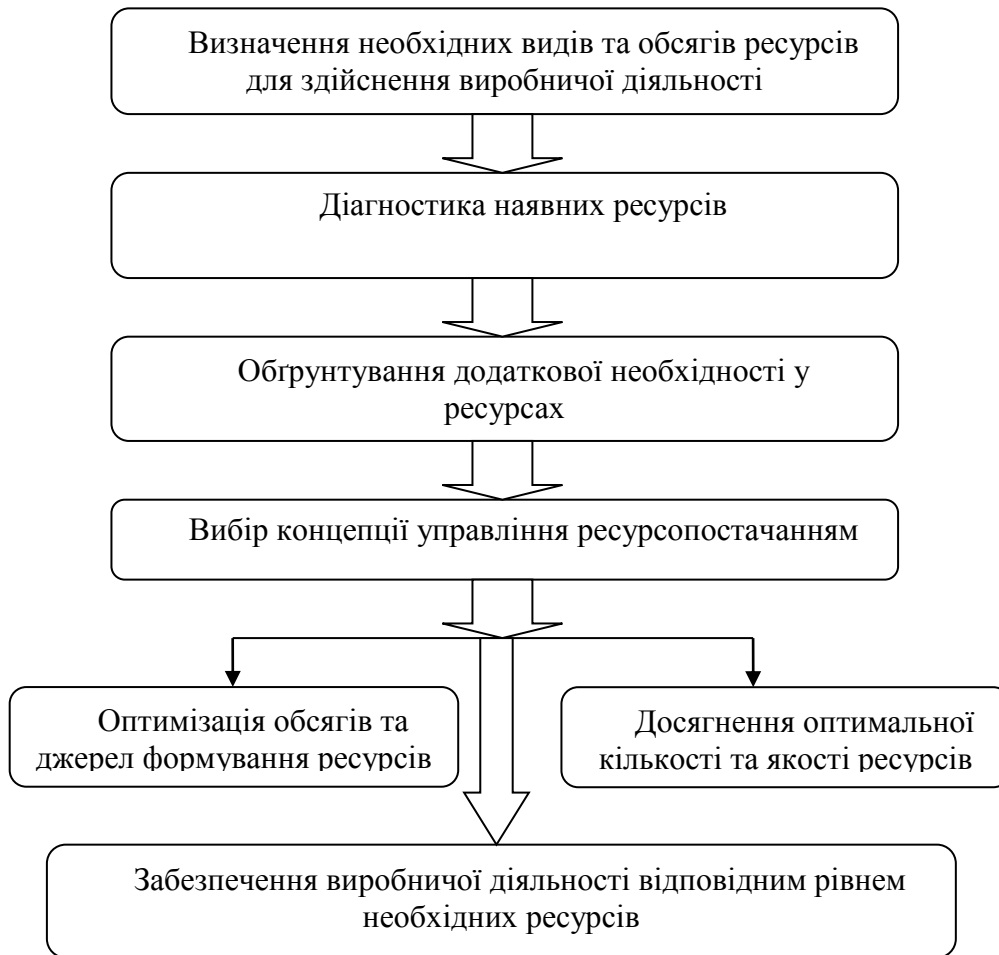 Визначення необхідних видів та обсягів ресурсів
для здійснення виробничої діяльності
Діагностика наявних ресурсів
Обґрунтування додаткової необхідності у
ресурсах
Вибір концепції управління ресурсопостачанням
Оптимізація обсягів та
джерел формування ресурсів
Досягнення оптимальної
кількості та якості ресурсів
Забезпечення виробничої діяльності відповідним рівнем
необхідних ресурсів